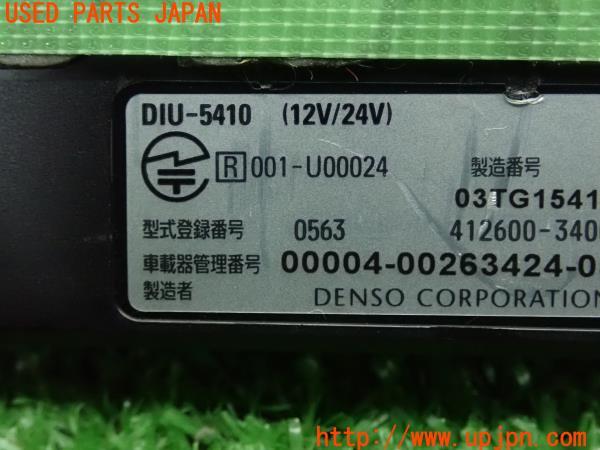 USED PARTS JAPAN
DIU-5410 (12V/24V)
R 001-U00024 製造番号
03TG1541
型式登録番号 0563 412600-340
車載器管理番号 00004-00263424-0
製造者 DENSO CORPORATION
http://www.upjpn.com